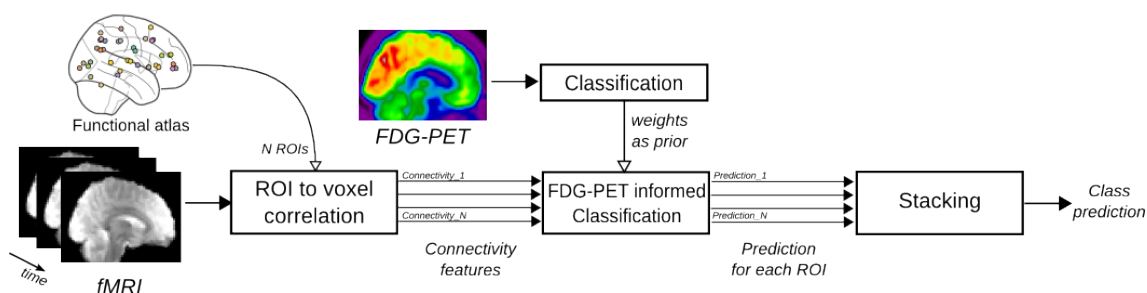 Functional atlas
N ROIs
FDG-PET
Classification
weights
as prior
fMRI
time
ROI to voxel
correlation
Connectivity_1
Connectivity_N
Connectivity
features
FDG-PET informed
Classification
Prediction_1
Prediction_N
Prediction
for each ROI
Stacking
Class
prediction